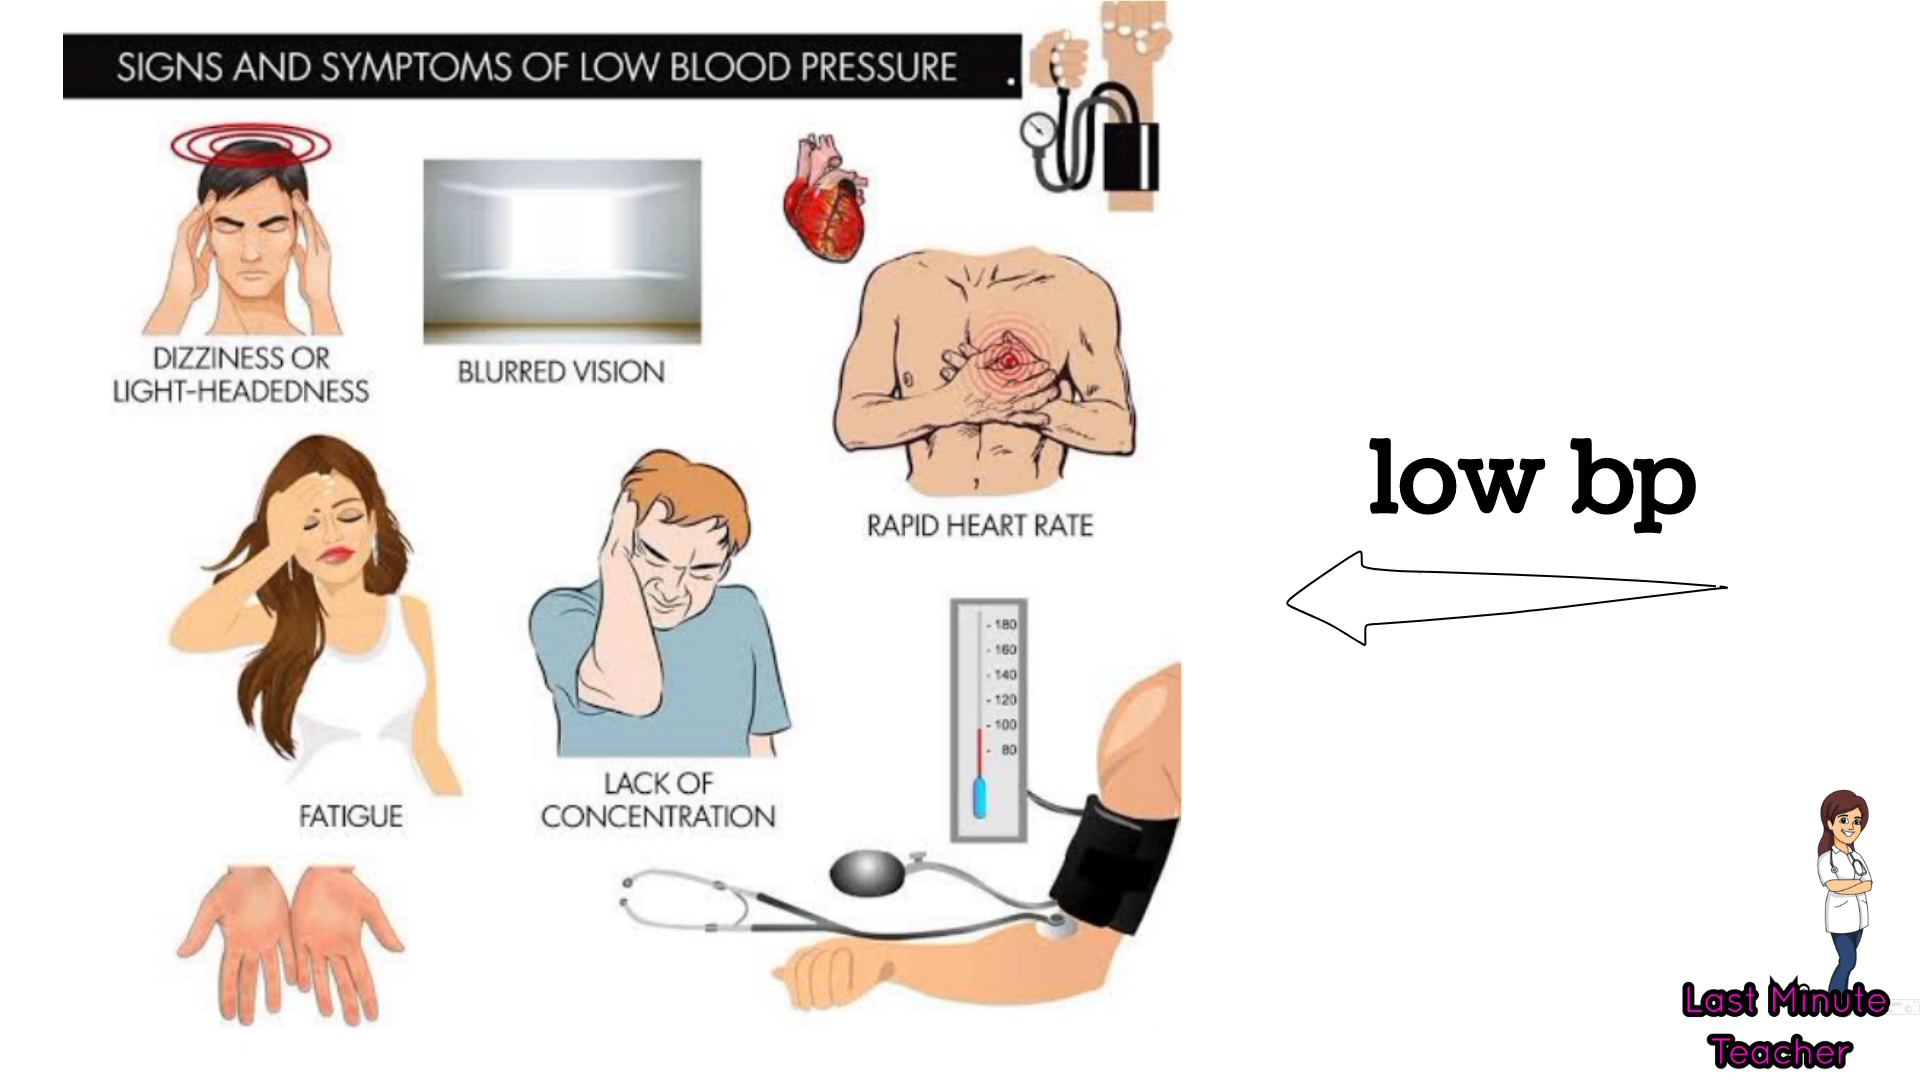 SIGNS AND SYMPTOMS OF LOW BLOOD PRESSURE .
DIZZINESS OR
LIGHT-HEADEDNESS
BLURRED VISION
RAPID HEART RATE
low bp
FATIGUE
LACK OF
CONCENTRATION
- 180
- 160
- 140
- 120
- 100
- 80
Last Minute
Teacher